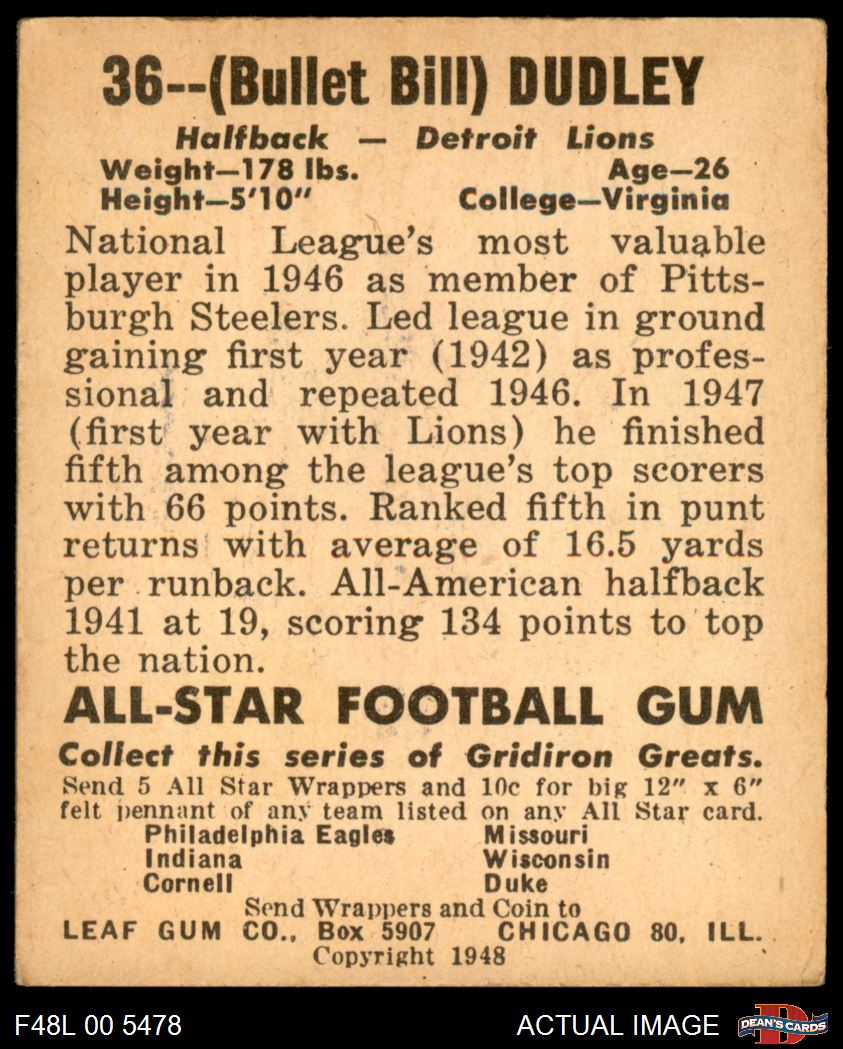 36--(Bullet Bill) DUDLEY
Halfback — Detroit Lions
Weight—178 lbs. Age—26
Height—5'10" College—Virginia
National League's most valuable
player in 1946 as member of Pitts-
burgh Steelers. Led league in ground
gaining first year (1942) as profes-
sional and repeated 1946. In 1947
(first year with Lions) he finished
fifth among the league's top scorers
with 66 points. Ranked fifth in punt
returns with average of 16.5 yards
per runback. All-American halfback
1941 at 19, scoring 134 points to top
the nation.
ALL-STAR FOOTBALL GUM
Collect this series of Gridiron Greats.
Send 5 All Star Wrappers and 10c for big 12" x 6"
felt pennant of any team listed on any All Star card.
Philadelphia Eagles Missouri
Indiana Wisconsin
Cornell Duke
Send Wrappers and Coin to
LEAF GUM CO., Box 5907 CHICAGO 80, ILL.
Copyright 1948
F48L 00 5478 ACTUAL IMAGE DEAN'S CARDS